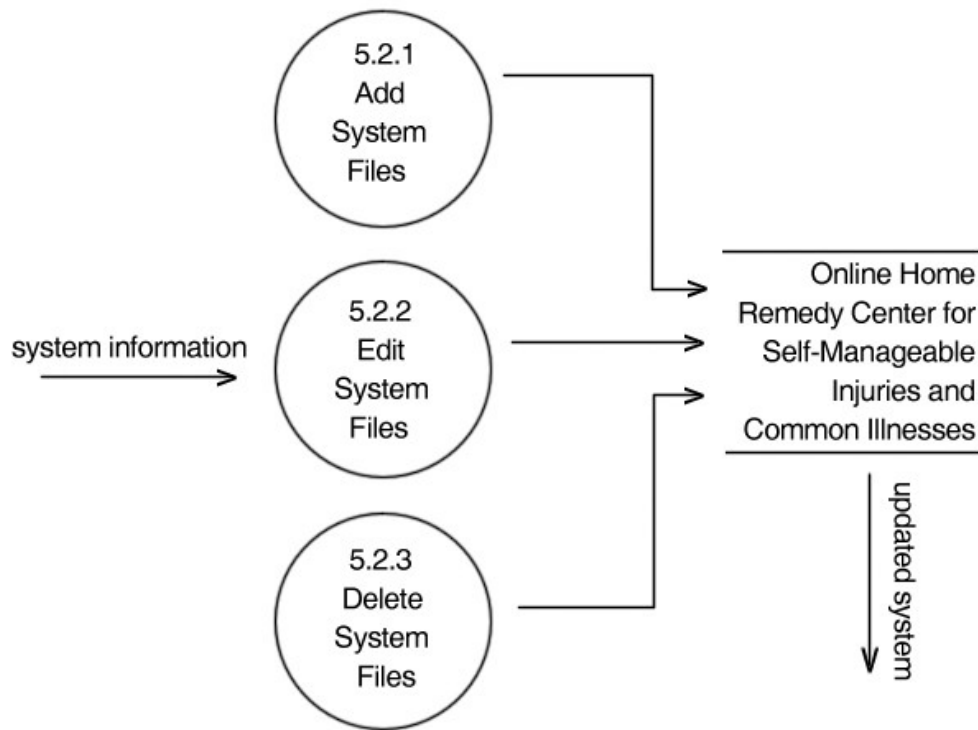 5.2.1
Add
System
Files
system information
5.2.2
Edit
System
Files
5.2.3
Delete
System
Files
Online Home
Remedy Center for
Self-Manageable
Injuries and
Common Illnesses
updated system